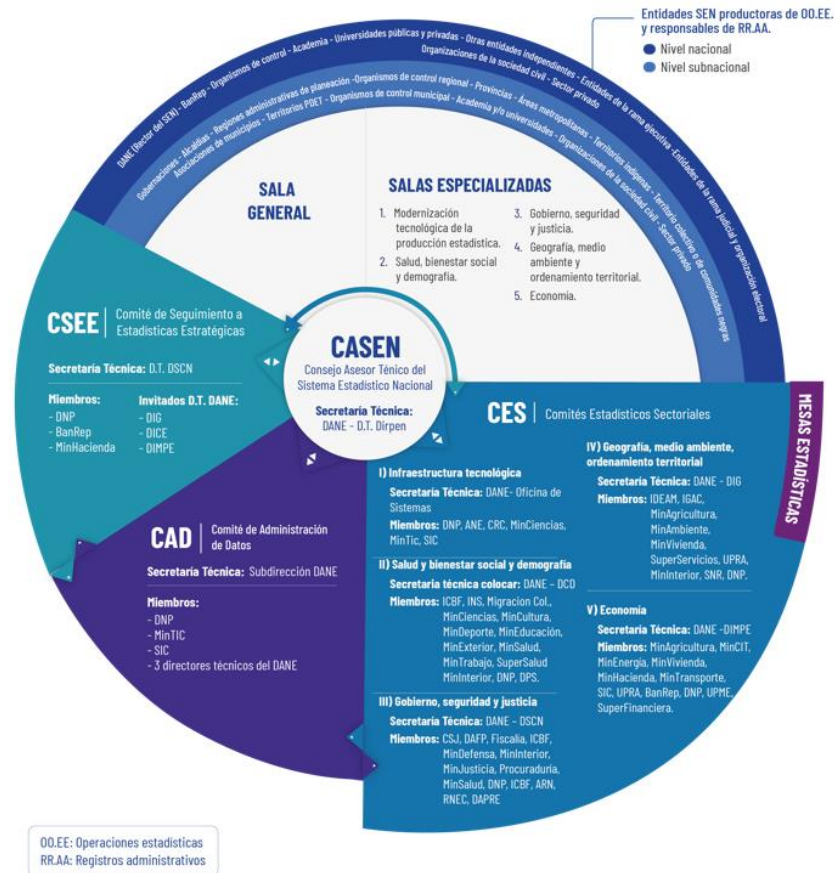 Entidades SEN productoras de OO.EE.
y responsables de RR.AA.
Nivel nacional
Nivel subnacional
DANE (Rector del SEN) - BanRep - Organismos de control - Academia - Universidades públicas y privadas - Otras entidades independientes - Entidades de la rama ejecutiva -Entidades de la rama judicial y organización electoral
Organizaciones de la sociedad civil - Sector privado
Gobernaciones - Alcaldías - Regiones administrativas de planeación -Organismos de control regional - Provincias - Áreas metropolitanas - Territorios indígenas - Territorio colectivo o de comunidades negras
Asociaciones de municipios - Territorios PDET - Organismos de control municipal - Academia y/o universidades - Organizaciones de la sociedad civil - Sector privado
SALA
GENERAL
SALAS ESPECIALIZADAS
1. Modernización
tecnológica de la
producción estadística.
2. Salud, bienestar social
y demografía.
3. Gobierno, seguridad
y justicia.
4. Geografía, medio
ambiente y
ordenamiento territorial.
5. Economía.
CSEE
Comité de Seguimiento a
Estadísticas Estratégicas
Secretaría Técnica: D.T. DSCN
Miembros:
- DNP
- BanRep
- MinHacienda
Invitados D.T. DANE:
- DIG
- DICE
- DIMPE
CASEN
Consejo Asesor Ténico del
Sistema Estadístico Nacional
Secretaría Técnica:
DANE - D.T. Dirpen
CAD
Comité de Administración
de Datos
Secretaría Técnica: Subdirección DANE
Miembros:
- DNP
- MinTIC
- SIC
- 3 directores técnicos del DANE
CES
Comités Estadísticos Sectoriales
I) Infraestructura tecnológica
Secretaría Técnica: DANE- Oficina de
Sistemas
Miembros: DNP, ANE, CRC, MinCiencias,
MinTic, SIC
II) Salud y bienestar social y demografía
Secretaría técnica colocar: DANE – DCD
Miembros: ICBF, INS, Migracion Col.,
MinCiencias, MinCultura,
MinDeporte, MinEducación,
MinExterior, MinSalud,
MinTrabajo, SuperSalud
MinInterior, DNP, DPS.
III) Gobierno, seguridad y justicia
Secretaría Técnica: DANE – DSCN
Miembros: CSJ, DAFP, Fiscalia, ICBF,
MinDefensa, MinInterior,
MinJusticia, Procuraduría,
MinSalud, DNP, ICBF, ARN,
RNEC, DAPRE
IV) Geografía, medio ambiente,
ordenamiento territorial
Secretaría Técnica: DANE - DIG
Miembros: IDEAM, IGAC,
MinAgricultura,
MinAmbiente,
MinVivienda,
SuperServicios, UPRA,
MinInterior, SNR, DNP.
V) Economía
Secretaría Técnica: DANE -DIMPE
Miembros: MinAgricultura, MinCIT,
MinEnergía, MinVivienda,
MinHacienda, MinTransporte,
SIC, UPRA, BanRep, DNP, UPME,
SuperFinanciera.
MESAS ESTADÍSTICAS
OO.EE: Operaciones estadísticas
RR.AA: Registros administrativos